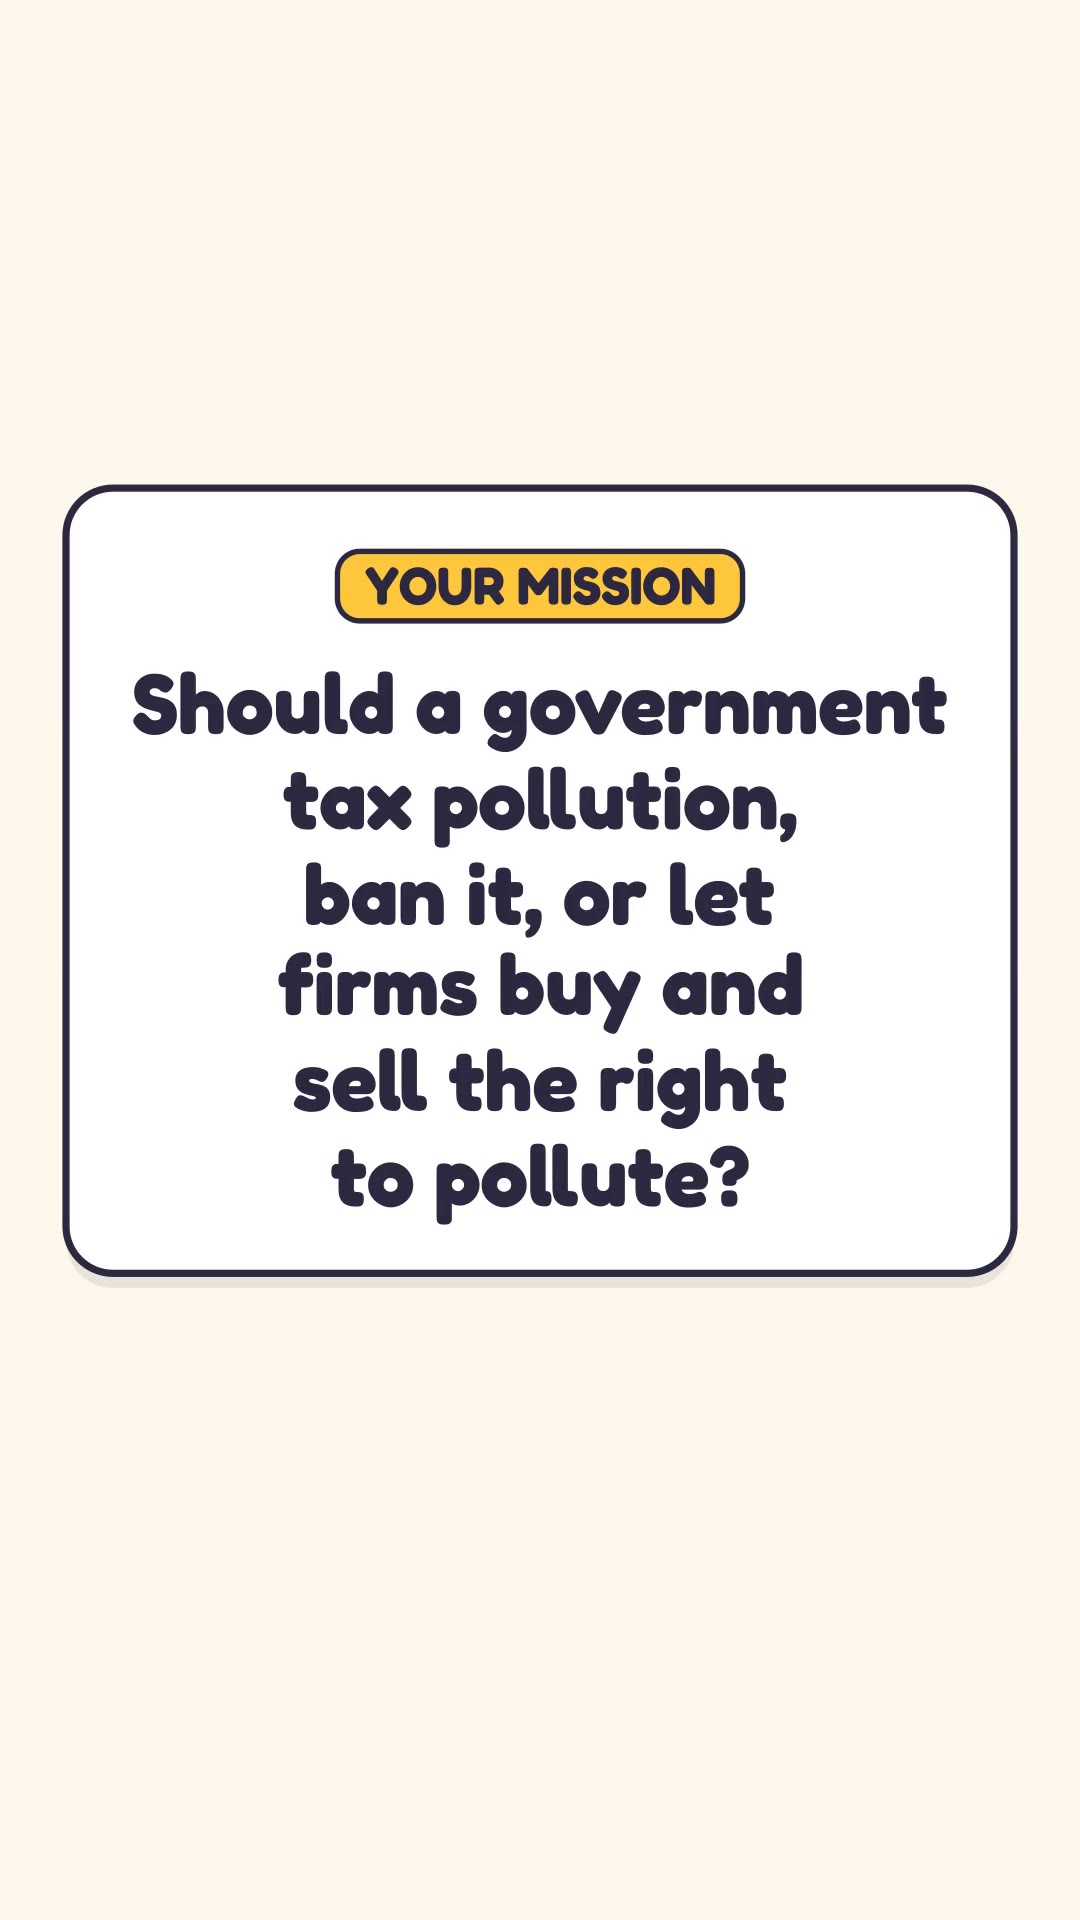 YOUR MISSION
Should a government
tax pollution,
ban it, or let
firms buy and
sell the right
to pollute?